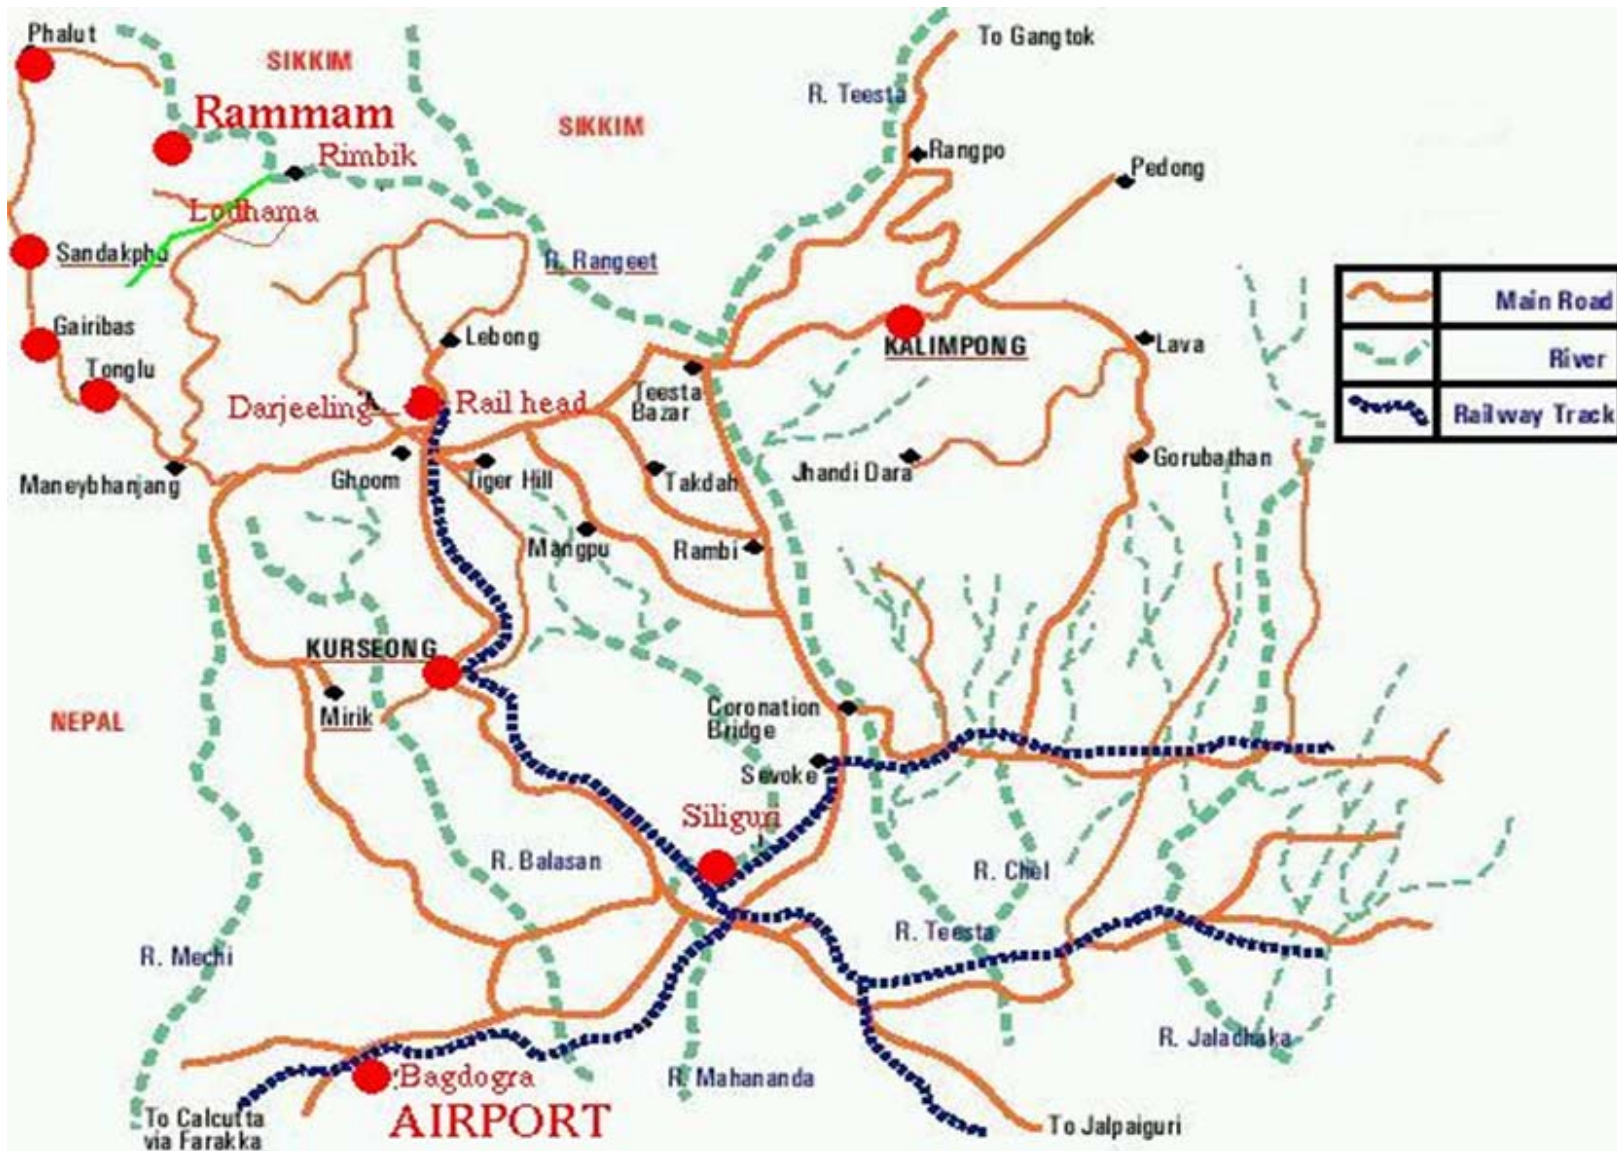 Phalut
SIKKIM
To Gangtok
R. Teesta
Rammam
SIKKIM
Rimbik
Rangpo
Pedong
Lodhama
Sandakphu
R. Rangeet
Main Road
Gairibas
Lebong
KALIMPONG
Lava
River
Tonglu
Teesta
Bazar
Darjeeling
Rail head
Railway Track
Maneybhanjang
Ghoom
Tiger Hill
Takdah
Jhandi Dara
Gorubathan
Mangpu
Rambi
KURSEONG
Mirik
NEPAL
Coronation
Bridge
Sevoke
Siliguri
R. Balasan
R. Chel
R. Teesta
R. Mechi
R. Jaladhaka
Bagdogra
R. Mahananda
AIRPORT
To Calcutta
via Farakka
To Jalpaiguri